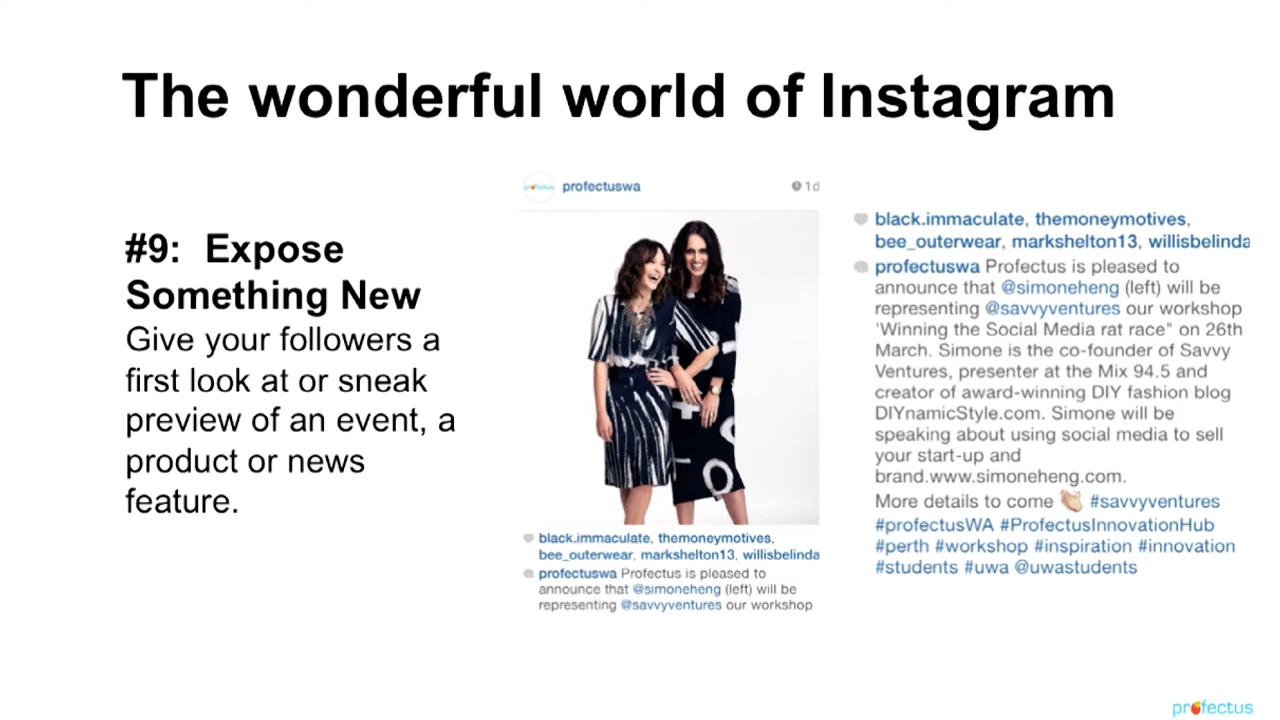 The wonderful world of Instagram
#9: Expose
Something New
Give your followers a
first look at or sneak
preview of an event, a
product or news
feature.
profectus
profectuswa
1d
black.immaculate, themoneymotives,
bee_outerwear, markshelton13, willisbelinda
profectuswa Profectus is pleased to
announce that @simoneheng (left) will be
representing @savvyventures our workshop
black.immaculate, themoneymotives,
bee_outerwear, markshelton13, willisbelinda
profectuswa Profectus is pleased to
announce that @simoneheng (left) will be
representing @savvyventures our workshop
'Winning the Social Media rat race" on 26th
March. Simone is the co-founder of Savvy
Ventures, presenter at the Mix 94.5 and
creator of award-winning DIY fashion blog
DIYnamicStyle.com. Simone will be
speaking about using social media to sell
your start-up and
brand.www.simoneheng.com.
More details to come 👏 #savvyventures
#profectusWA #ProfectusInnovationHub
#perth #workshop #inspiration #innovation
#students #uwa @uwastudents
profectus